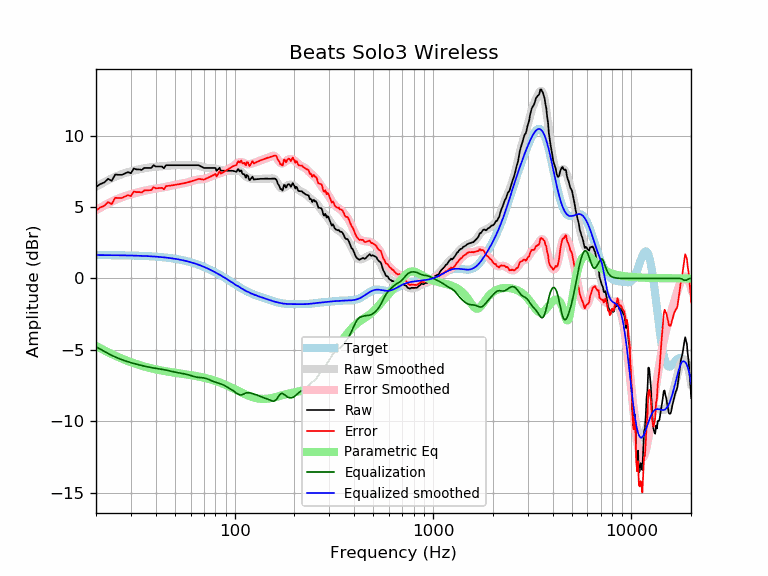 Beats Solo3 Wireless
Amplitude (dBr)
10
5
0
−5
−10
−15
Target
Raw Smoothed
Error Smoothed
Raw
Error
Parametric Eq
Equalization
Equalized smoothed
100
1000
10000
Frequency (Hz)